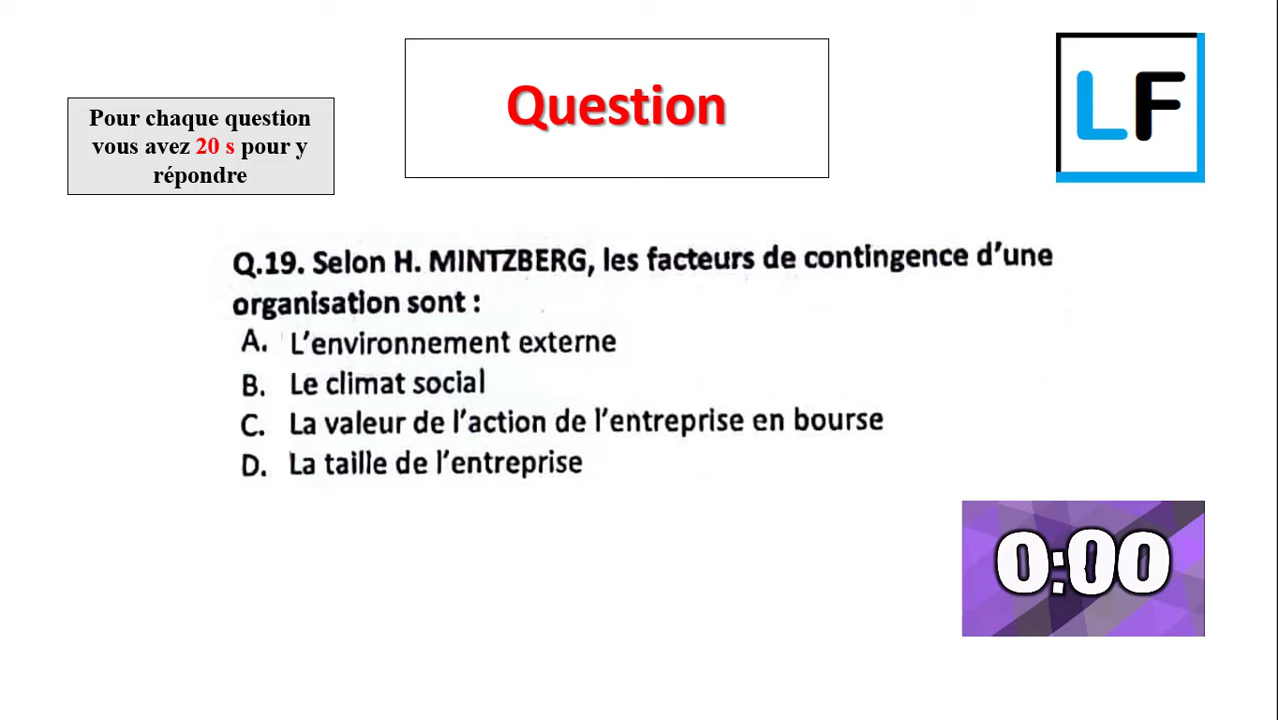 Question
LF
Pour chaque question
vous avez 20 s pour y
répondre
Q.19. Selon H. MINTZBERG, les facteurs de contingence d'une
organisation sont :
A. L'environnement externe
B. Le climat social
C. La valeur de l'action de l'entreprise en bourse
D. La taille de l'entreprise
0:00